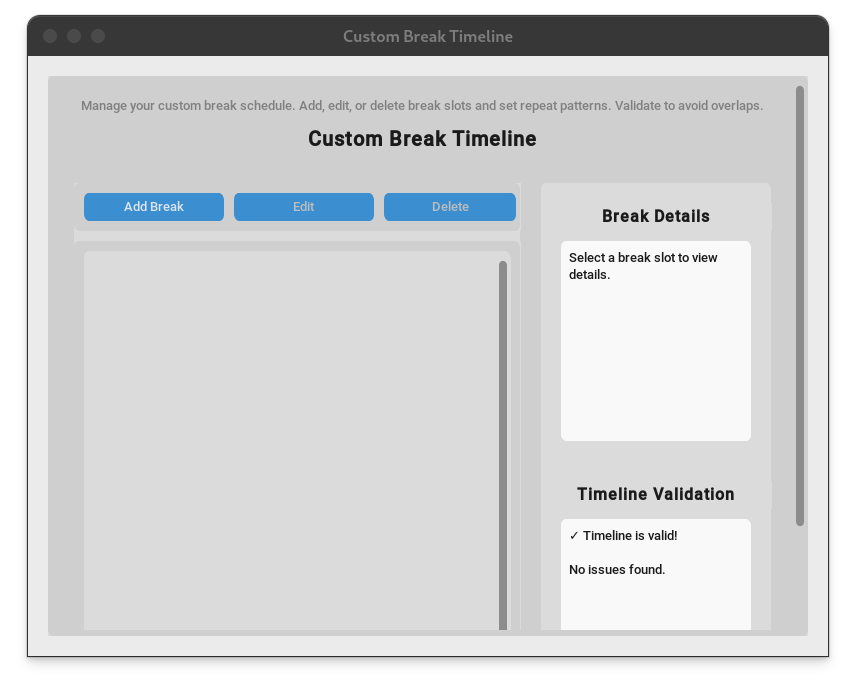 Custom Break Timeline
Manage your custom break schedule. Add, edit, or delete break slots and set repeat patterns. Validate to avoid overlaps.
Custom Break Timeline
Add Break
Edit
Delete
Break Details
Select a break slot to view
details.
Timeline Validation
✓ Timeline is valid!
No issues found.